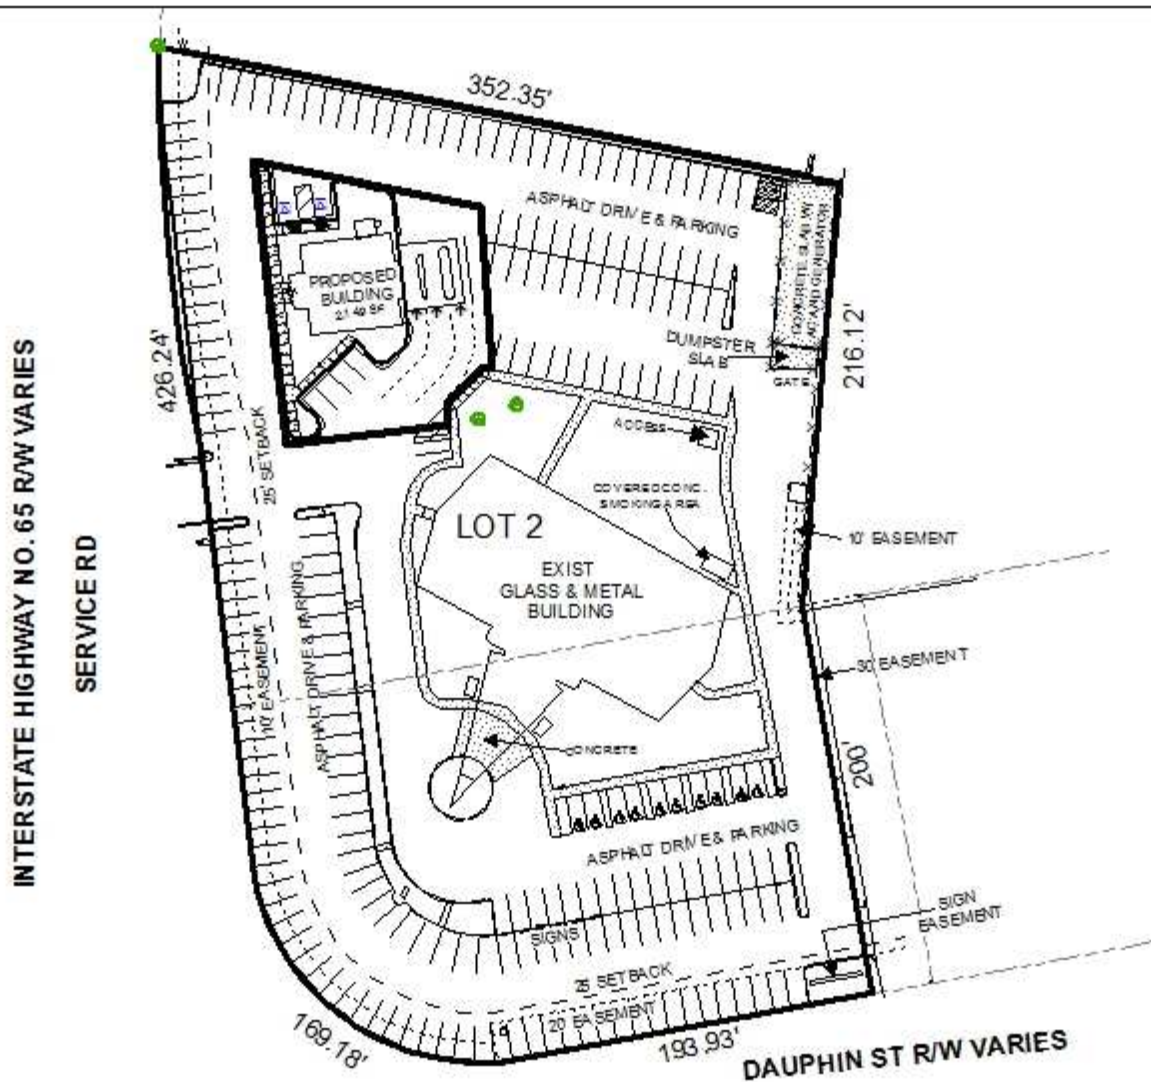 352.35'
ASPHALT DRIVE & PARKING
CONCRETE SLAB W/
AC AND GENERATOR
PROPOSED
BUILDING
DUMPSTER
SLAB
216.12'
GATE
426.24'
INTERSTATE HIGHWAY NO. 65 R/W VARIES
SERVICE RD
25' SETBACK
ACCESS
COVERED CONC.
SMOKING AREA
LOT 2
10' EASEMENT
EXIST
GLASS & METAL
BUILDING
ASPHALT DRIVE & PARKING
10' EASEMENT
30' EASEMENT
CONCRETE
200'
ASPHALT DRIVE & PARKING
SIGN
EASEMENT
SIGNS
25 SETBACK
20' EASEMENT
169.18'
193.93'
DAUPHIN ST R/W VARIES